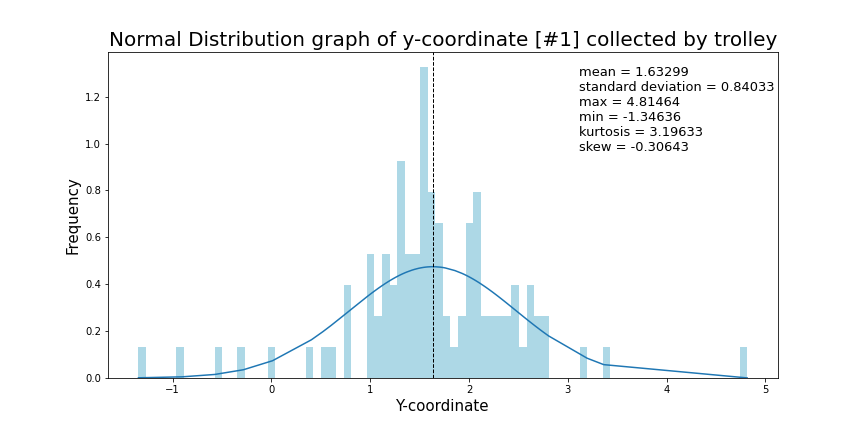 Normal Distribution graph of y-coordinate [#1] collected by trolley
mean = 1.63299
standard deviation = 0.84033
max = 4.81464
min = -1.34636
kurtosis = 3.19633
skew = -0.30643
Frequency
1.2
1.0
0.8
0.6
0.4
0.2
0.0
−1 0 1 2 3 4 5
Y-coordinate